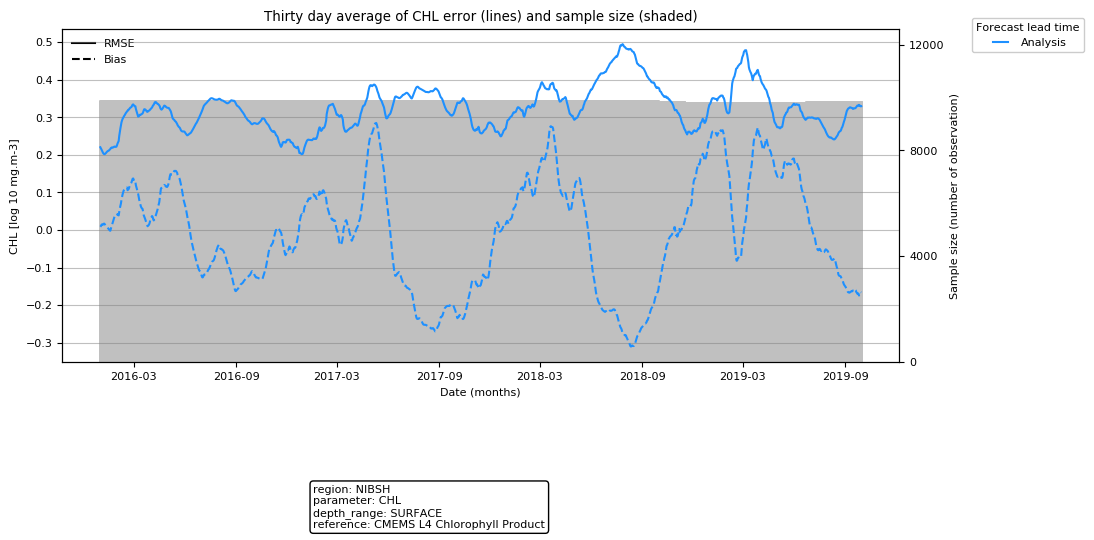 Thirty day average of CHL error (lines) and sample size (shaded)
Forecast lead time
Analysis
RMSE
Bias
0.5
0.4
0.3
0.2
0.1
0.0
−0.1
−0.2
−0.3
CHL [log 10 mg.m-3]
12000
8000
4000
0
Sample size (number of observation)
2016-03 2016-09 2017-03 2017-09 2018-03 2018-09 2019-03 2019-09
Date (months)
region: NIBSH
parameter: CHL
depth_range: SURFACE
reference: CMEMS L4 Chlorophyll Product